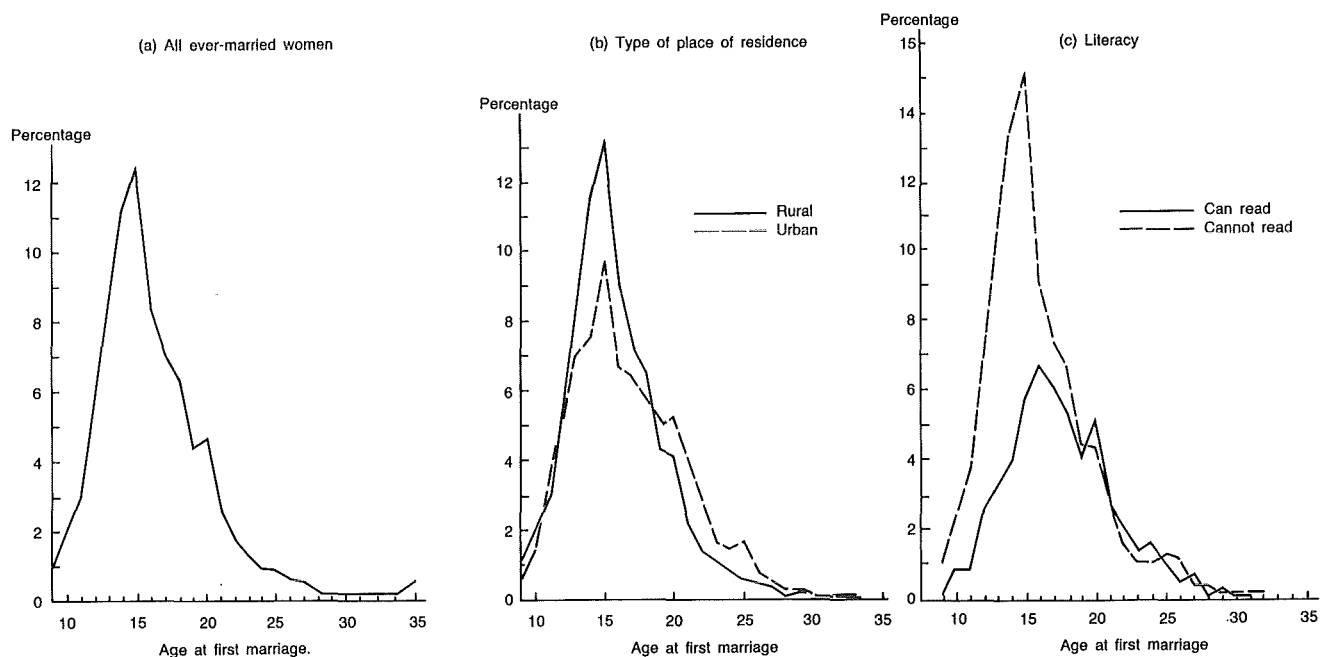 (a) All ever-married women
Percentage
12
10
8
6
4
2
0
10 15 20 25 30 35
Age at first marriage.
(b) Type of place of residence
Percentage
12
10
8
6
4
2
0
Rural
Urban
10 15 20 25 30 35
Age at first marriage
(c) Literacy
Percentage
15
14
12
10
8
6
4
2
0
Can read
Cannot read
10 15 20 25 .30 35
Age at first marriage